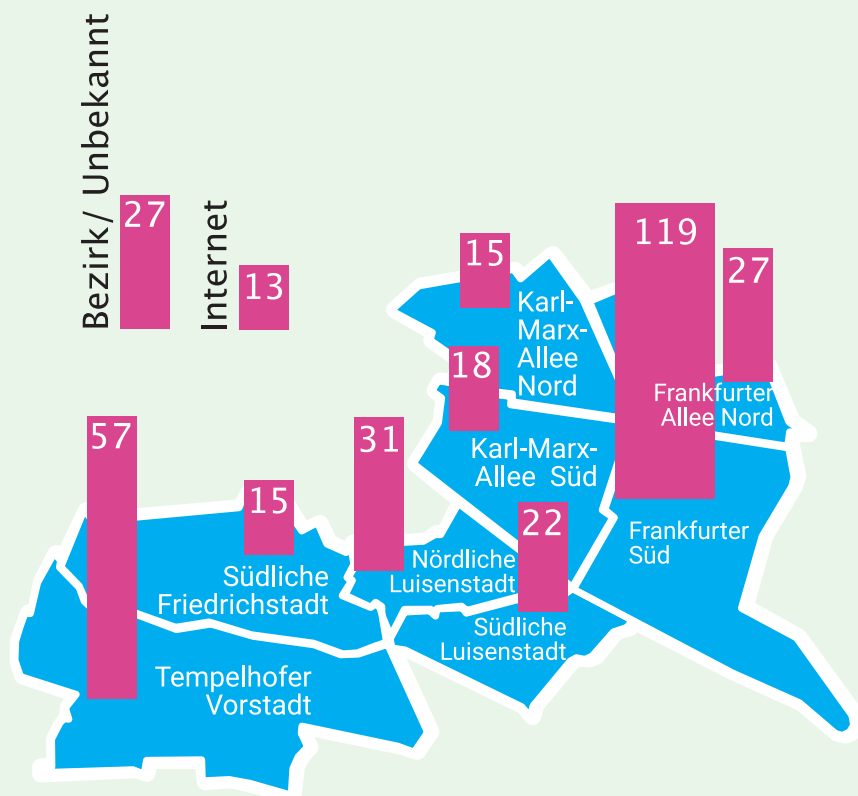 Bezirk/ Unbekannt
27
Internet
13
15
Karl-
Marx-
Allee
Nord
119
27
Frankfurter
Allee Nord
18
Karl-Marx-
Allee Süd
57
15
Südliche
Friedrichstadt
31
Nördliche
Luisenstadt
22
Südliche
Luisenstadt
Frankfurter
Süd
Tempelhofer
Vorstadt